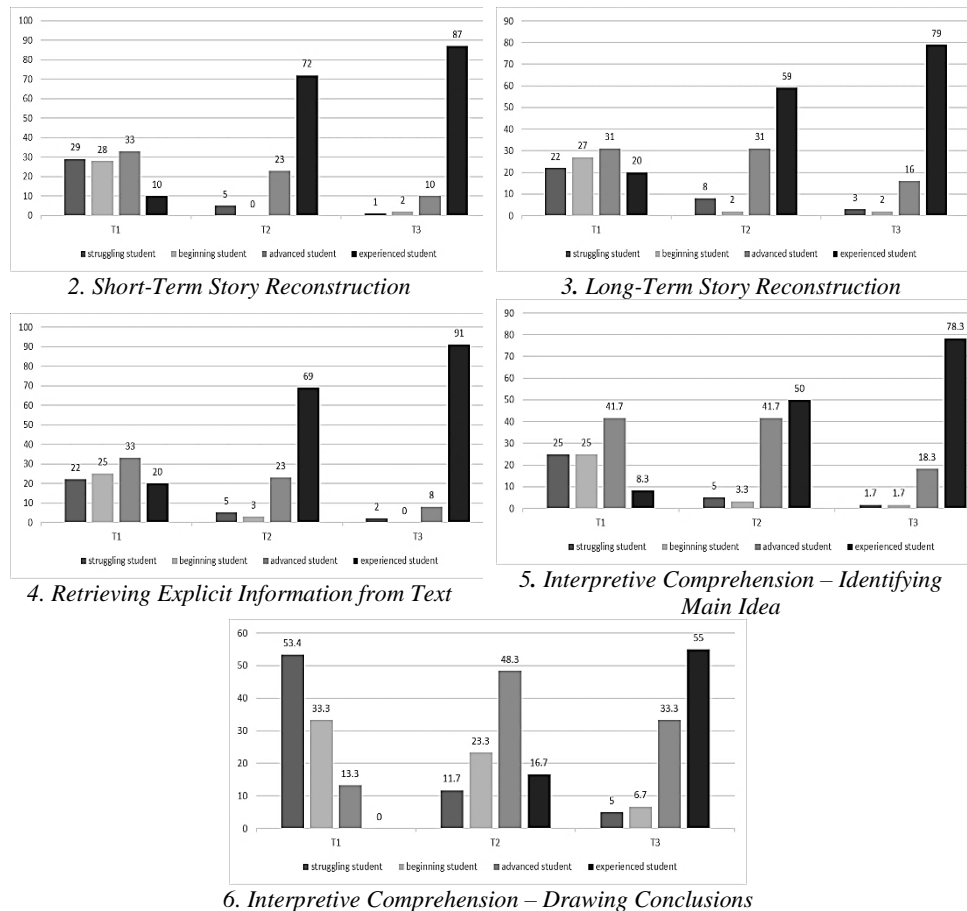 100
90
80
70
60
50
40
30
20
10
0
29
28
33
10
5
0
23
72
1
2
10
87
T1
T2
T3
struggling student
beginning student
advanced student
experienced student
2. Short-Term Story Reconstruction
90
80
70
60
50
40
30
20
10
0
22
27
31
20
8
2
31
59
3
2
16
79
T1
T2
T3
struggling student
beginning student
advanced student
experienced student
3. Long-Term Story Reconstruction
100
90
80
70
60
50
40
30
20
10
0
22
25
33
20
5
3
23
69
2
0
8
91
T1
T2
T3
struggling student
beginning student
advanced student
experienced student
4. Retrieving Explicit Information from Text
90
80
70
60
50
40
30
20
10
0
25
25
41.7
8.3
5
3.3
41.7
50
1.7
1.7
18.3
78.3
T1
T2
T3
struggling student
beginning student
advanced student
experienced student
5. Interpretive Comprehension – Identifying
Main Idea
60
50
40
30
20
10
0
53.4
33.3
13.3
0
11.7
23.3
48.3
16.7
5
6.7
33.3
55
T1
T2
T3
struggling student
beginning student
advanced student
experienced student
6. Interpretive Comprehension – Drawing Conclusions